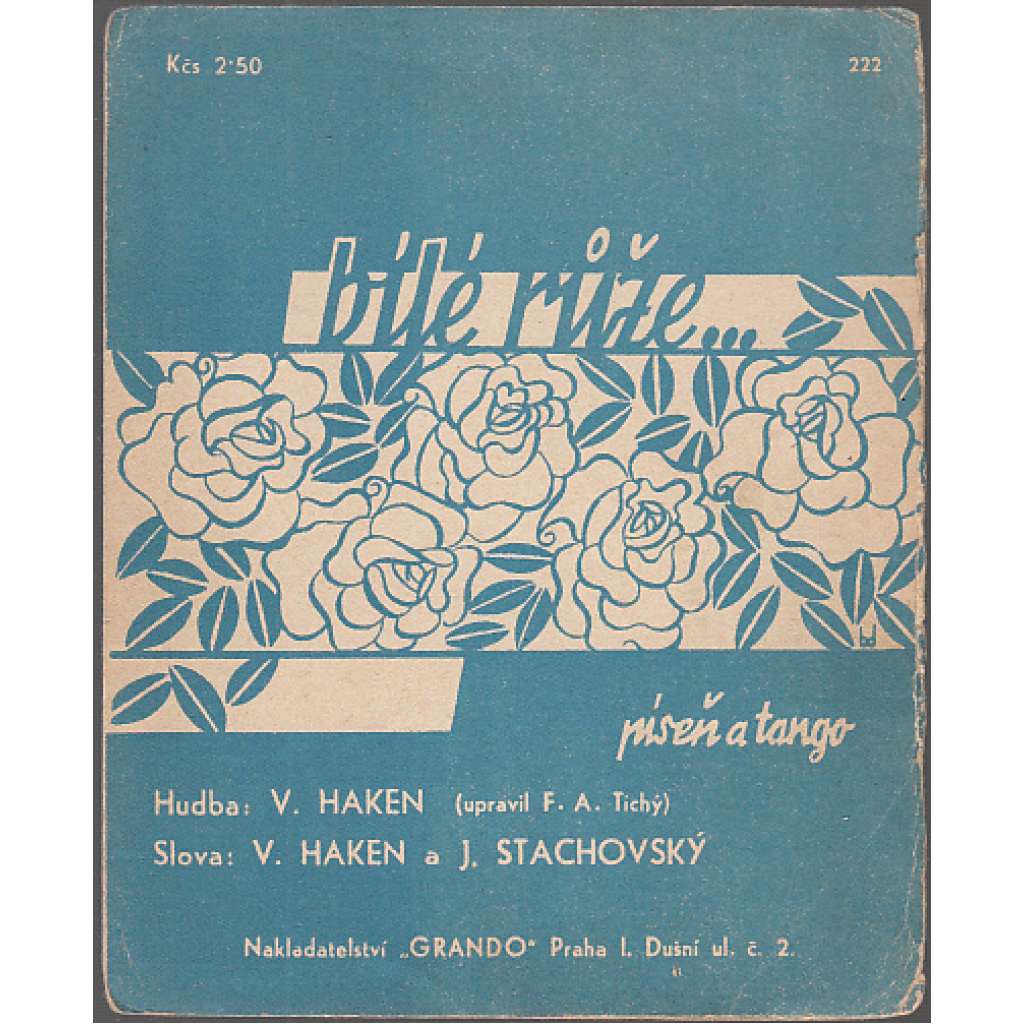 Kčs 2·50
222
bílé růže...
píseň a tango
Hudba: V. HAKEN (upravil F. A. Tichý)
Slova: V. HAKEN a J. STACHOVSKÝ
Nakladatelství „GRANDO“ Praha I. Dušní ul. č. 2.